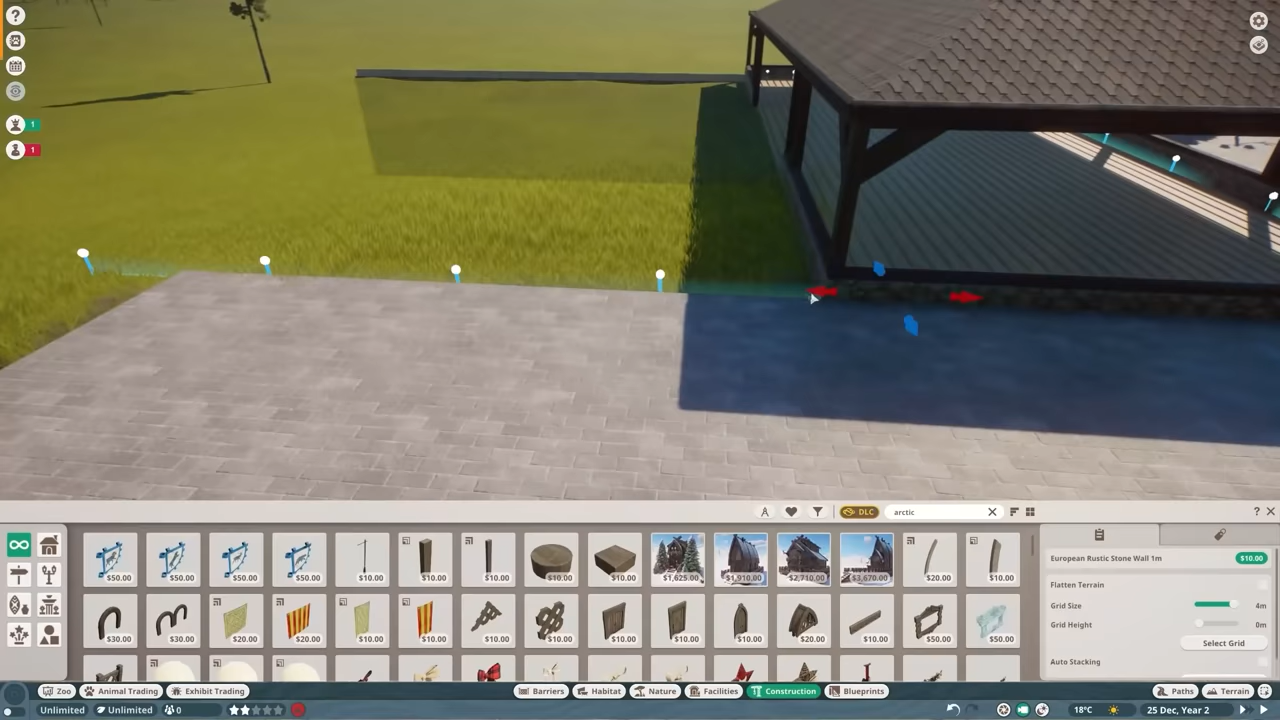 ?
1
1
DLC
arctic
?
$50.00 $50.00 $50.00 $50.00 $10.00 $10.00 $10.00 $10.00 $10.00 $1,625.00 $1,910.00 $2,710.00 $3,670.00 $20.00 $10.00
$30.00 $30.00 $20.00 $20.00 $10.00 $10.00 $10.00 $10.00 $10.00 $10.00 $10.00 $20.00 $10.00 $50.00 $50.00
European Rustic Stone Wall 1m $10.00
Flatten Terrain
Grid Size 4m
Grid Height 0m
Select Grid
Auto Stacking
Zoo Animal Trading Exhibit Trading Barriers Habitat Nature Facilities Construction Blueprints Paths Terrain
Unlimited Unlimited 0 18°C 25 Dec, Year 2